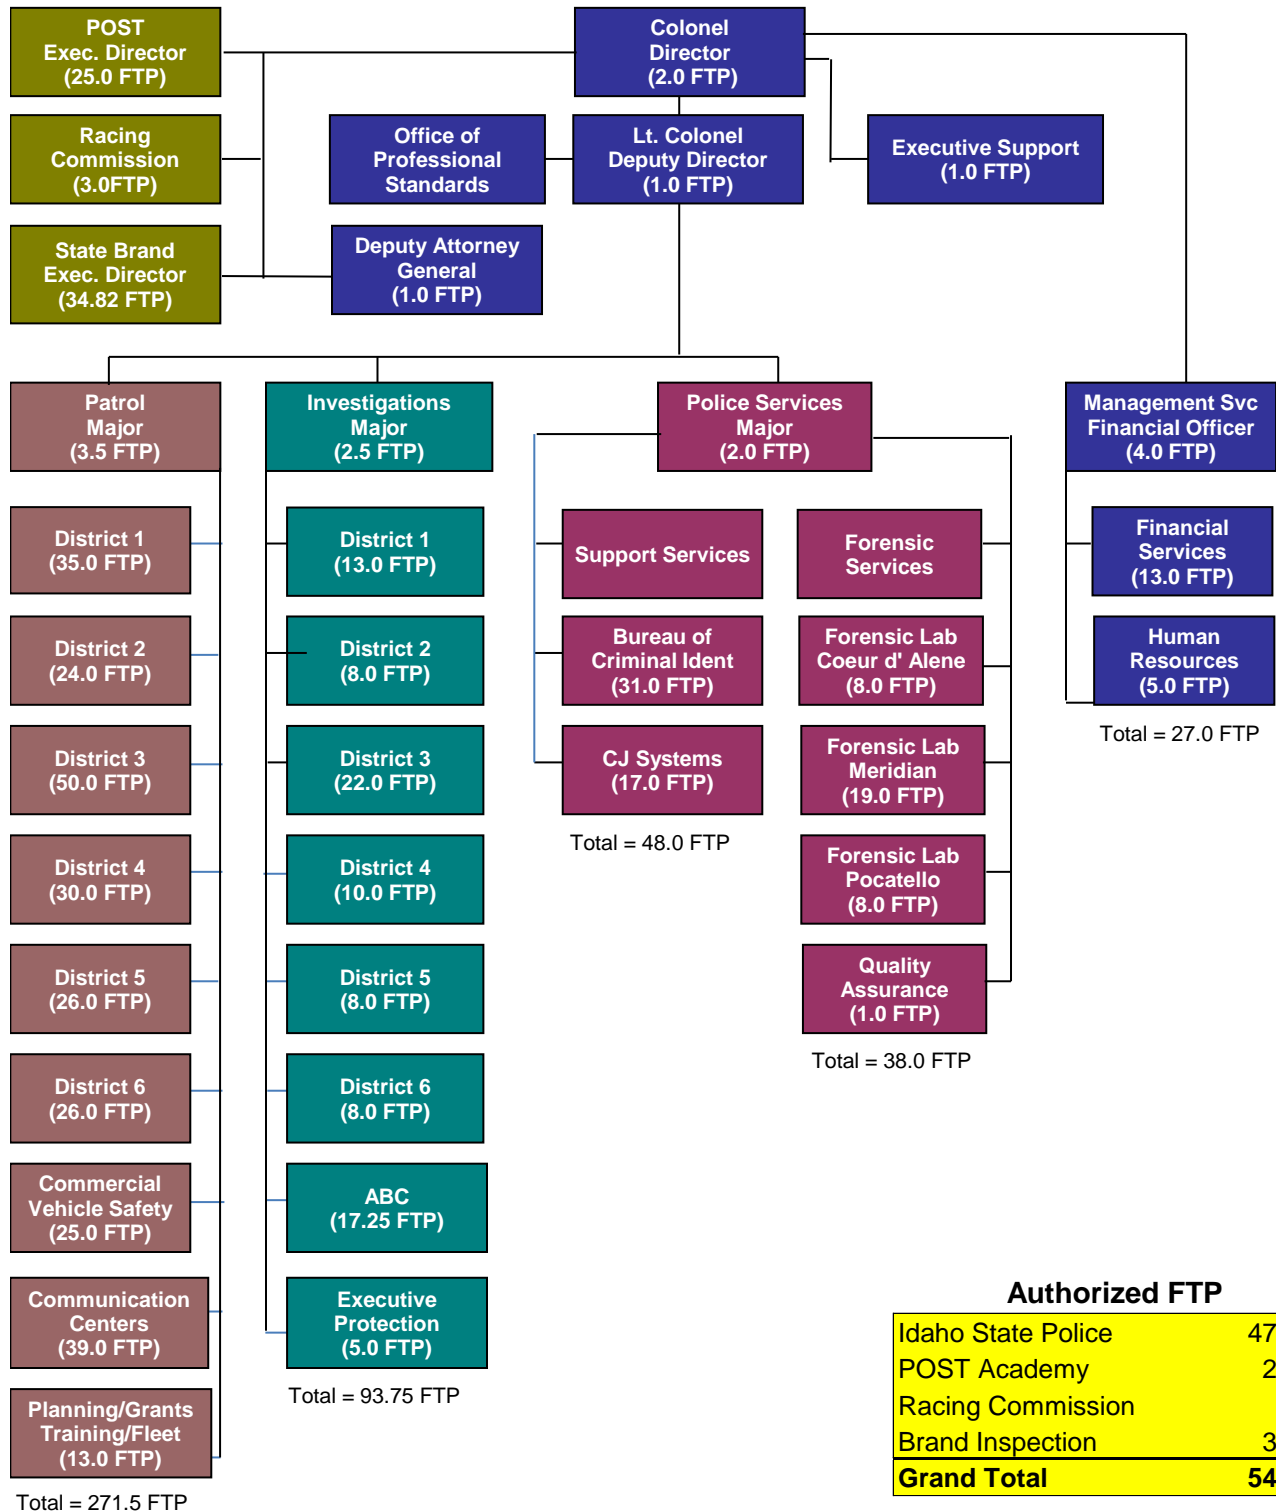 POST
Exec. Director
(25.0 FTP)
Colonel
Director
(2.0 FTP)
Racing
Commission
(3.0FTP)
Office of
Professional
Standards
Lt. Colonel
Deputy Director
(1.0 FTP)
Executive Support
(1.0 FTP)
State Brand
Exec. Director
(34.82 FTP)
Deputy Attorney
General
(1.0 FTP)
Patrol
Major
(3.5 FTP)
Investigations
Major
(2.5 FTP)
Police Services
Major
(2.0 FTP)
Management Svc
Financial Officer
(4.0 FTP)
District 1
(35.0 FTP)
District 2
(24.0 FTP)
District 3
(50.0 FTP)
District 4
(30.0 FTP)
District 5
(26.0 FTP)
District 6
(26.0 FTP)
Commercial
Vehicle Safety
(25.0 FTP)
Communication
Centers
(39.0 FTP)
Planning/Grants
Training/Fleet
(13.0 FTP)
Total = 271.5 FTP
District 1
(13.0 FTP)
District 2
(8.0 FTP)
District 3
(22.0 FTP)
District 4
(10.0 FTP)
District 5
(8.0 FTP)
District 6
(8.0 FTP)
ABC
(17.25 FTP)
Executive
Protection
(5.0 FTP)
Total = 93.75 FTP
Support Services
Bureau of
Criminal Ident
(31.0 FTP)
CJ Systems
(17.0 FTP)
Total = 48.0 FTP
Forensic
Services
Forensic Lab
Coeur d' Alene
(8.0 FTP)
Forensic Lab
Meridian
(19.0 FTP)
Forensic Lab
Pocatello
(8.0 FTP)
Quality
Assurance
(1.0 FTP)
Total = 38.0 FTP
Financial
Services
(13.0 FTP)
Human
Resources
(5.0 FTP)
Total = 27.0 FTP
Authorized FTP
Idaho State Police 47
POST Academy 2
Racing Commission
Brand Inspection 3
Grand Total 54